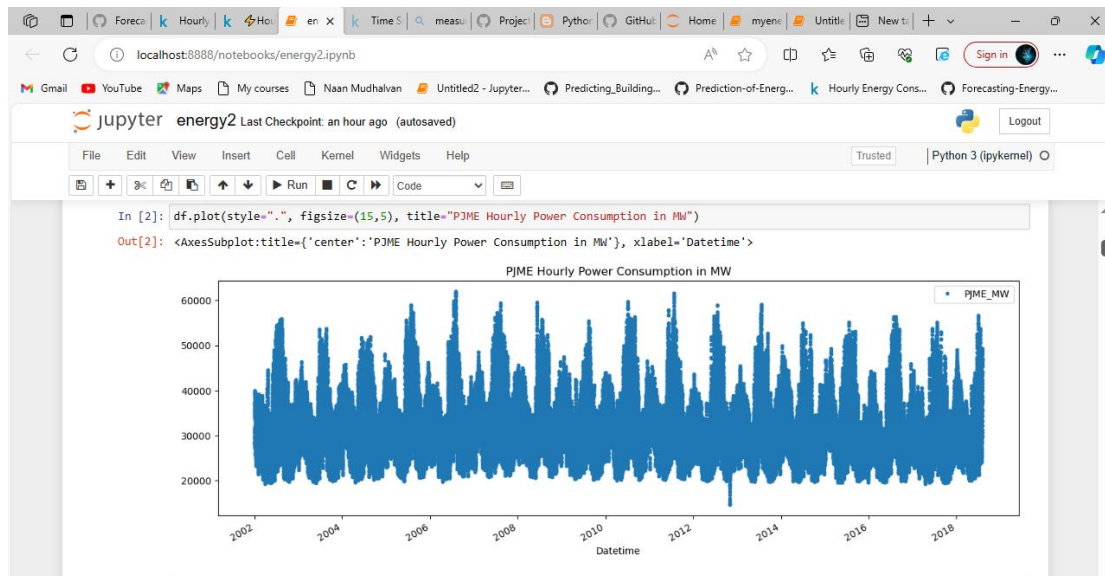 Foreca
Hourly
Hou
en
Time S
measu
Project
Pythor
GitHub
Home
myene
Untitle
New ta
localhost:8888/notebooks/energy2.ipynb
Sign in
Gmail YouTube Maps My courses Naan Mudhalvan Untitled2 - Jupyter... Predicting_Building... Prediction-of-Energ... Hourly Energy Cons... Forecasting-Energy...
jupyter energy2 Last Checkpoint: an hour ago (autosaved)
Logout
File Edit View Insert Cell Kernel Widgets Help
Trusted
Python 3 (ipykernel)
Run
Code
In [2]: df.plot(style=".", figsize=(15,5), title="PJME Hourly Power Consumption in MW")
Out[2]: <AxesSubplot:title={'center':'PJME Hourly Power Consumption in MW'}, xlabel='Datetime'>
PJME Hourly Power Consumption in MW
PJME_MW
60000
50000
40000
30000
20000
2002 2004 2006 2008 2010 2012 2014 2016 2018
Datetime